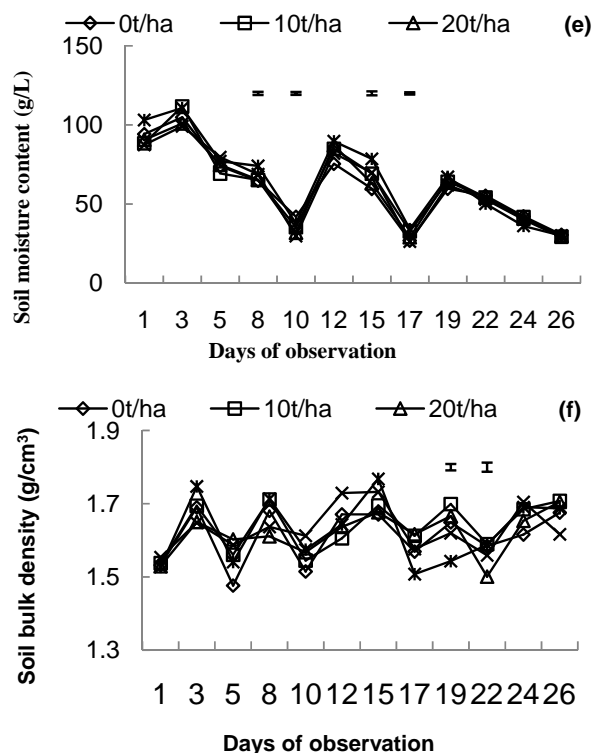 0t/ha 10t/ha 20t/ha (e)
Soil moisture content (g/L)
150
100
50
0
1 3 5 8 10 12 15 17 19 22 24 26
Days of observation
0t/ha 10t/ha 20t/ha (f)
Soil bulk density (g/cm³)
1.9
1.7
1.5
1.3
1 3 5 8 10 12 15 17 19 22 24 26
Days of observation